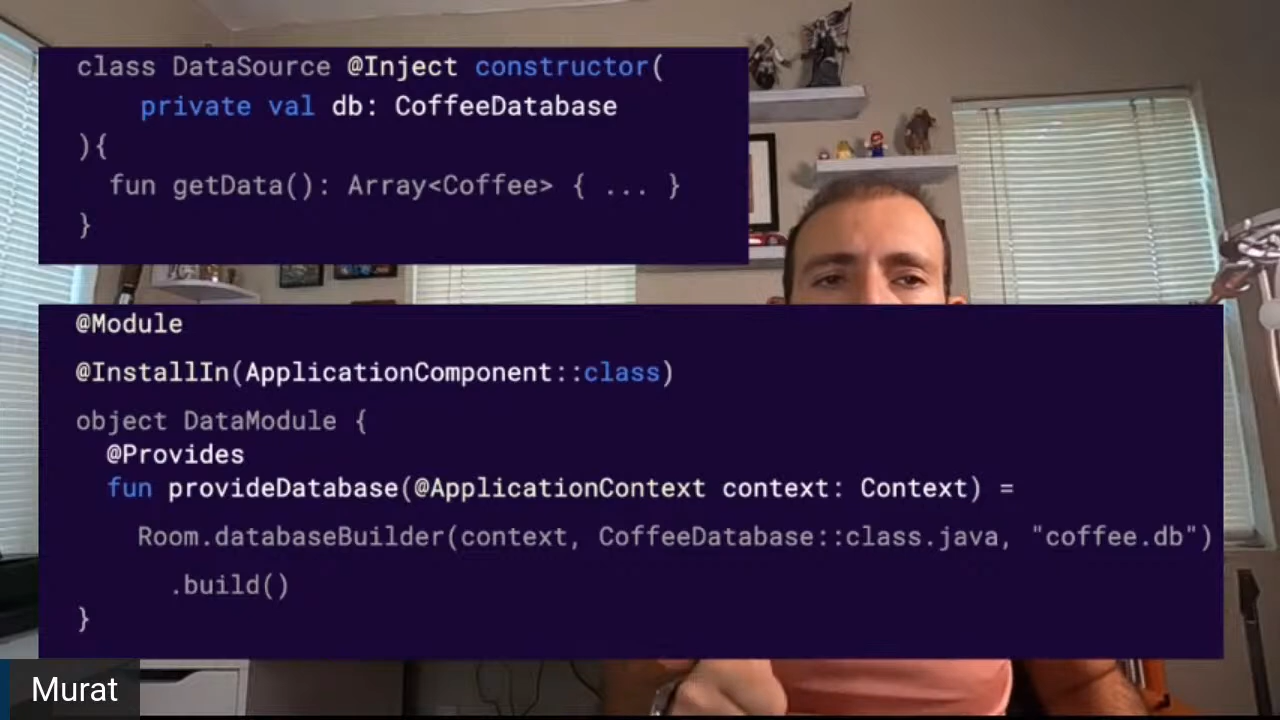 class DataSource @Inject constructor(
private val db: CoffeeDatabase
){
fun getData(): Array<Coffee> { ... }
}
@Module
@InstallIn(ApplicationComponent::class)
object DataModule {
@Provides
fun provideDatabase(@ApplicationContext context: Context) =
Room.databaseBuilder(context, CoffeeDatabase::class.java, "coffee.db")
.build()
}
Murat